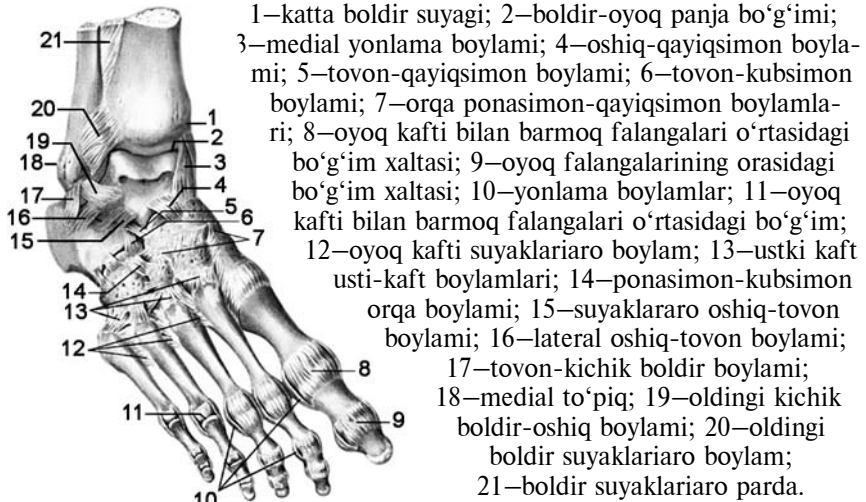 1–katta boldir suyagi; 2–boldir-oyoq panja bo‘g‘imi;
3–medial yonlama boylami; 4–oshiq-qayiqsimon boyla-
mi; 5–tovon-qayiqsimon boylami; 6–tovon-kubsimon
boylami; 7–orqa ponasimon-qayiqsimon boylamla-
ri; 8–oyoq kafti bilan barmoq falangalari o‘rtasidagi
bo‘g‘im xaltasi; 9–oyoq falangalarining orasidagi
bo‘g‘im xaltasi; 10–yonlama boylamlar; 11–oyoq
kafti bilan barmoq falangalari o‘rtasidagi bo‘g‘im;
12–oyoq kafti suyaklariaro boylam; 13–ustki kaft
usti-kaft boylamlari; 14–ponasimon-kubsimon
orqa boylami; 15–suyaklararo oshiq-tovon
boylami; 16–lateral oshiq-tovon boylami;
17–tovon-kichik boldir boylami;
18–medial to‘piq; 19–oldingi kichik
boldir-oshiq boylami; 20–oldingi
boldir suyaklariaro boylam;
21–boldir suyaklariaro parda.
21
20
19
18
17
16
15
14
13
12
11
10
1
2
3
4
5
6
7
8
9